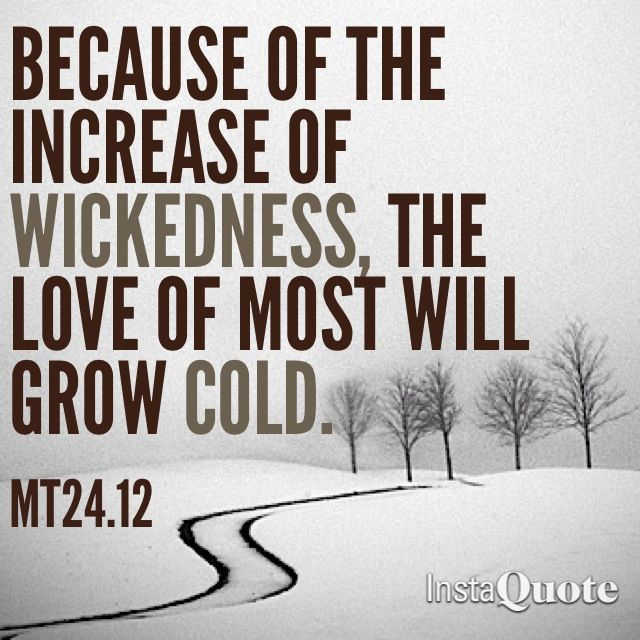 BECAUSE OF THE
INCREASE OF
WICKEDNESS, THE
LOVE OF MOST WILL
GROW COLD.
MT24.12
InstaQuote